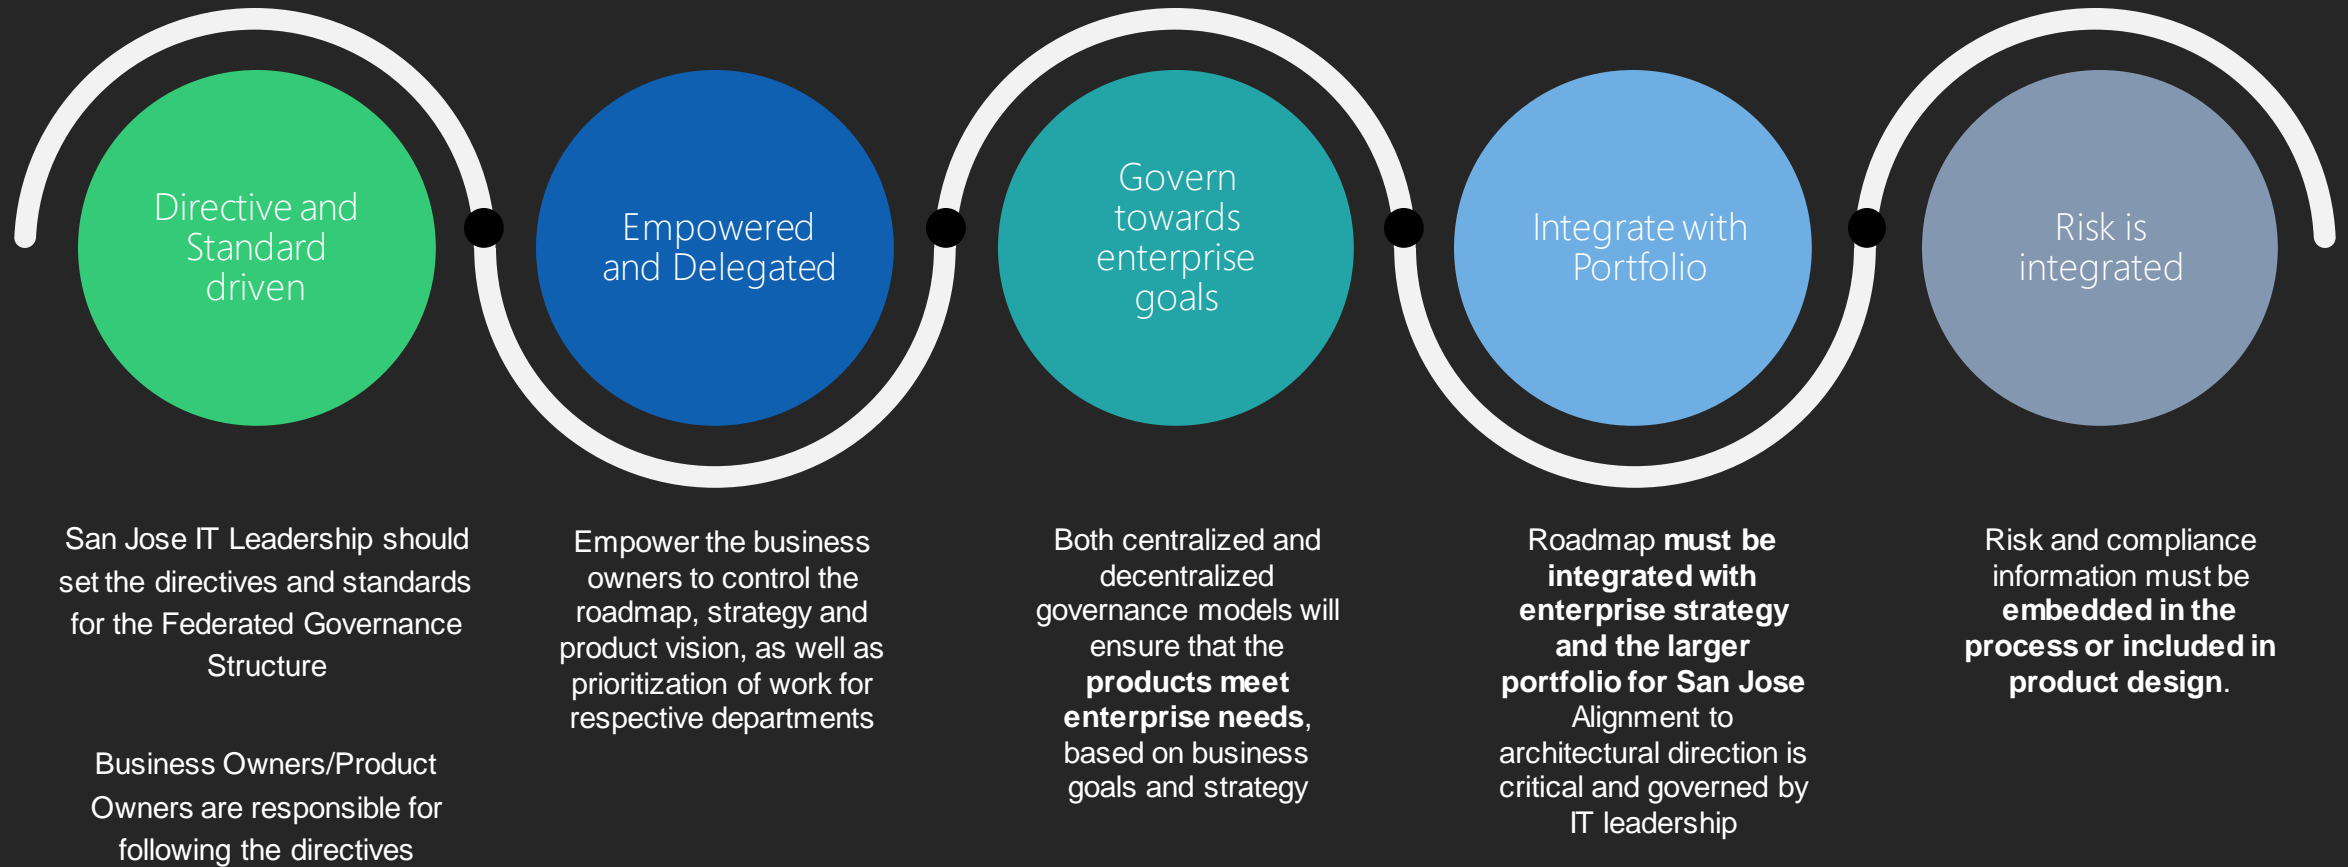 Directive and
Standard
driven
Empowered
and Delegated
Govern
towards
enterprise
goals
Integrate with
Portfolio
Risk is
integrated
San Jose IT Leadership should
set the directives and standards
for the Federated Governance
Structure
Business Owners/Product
Owners are responsible for
following the directives
Empower the business
owners to control the
roadmap, strategy and
product vision, as well as
prioritization of work for
respective departments
Both centralized and
decentralized
governance models will
ensure that the
products meet
enterprise needs,
based on business
goals and strategy
Roadmap must be
integrated with
enterprise strategy
and the larger
portfolio for San Jose
Alignment to
architectural direction is
critical and governed by
IT leadership
Risk and compliance
information must be
embedded in the
process or included in
product design.